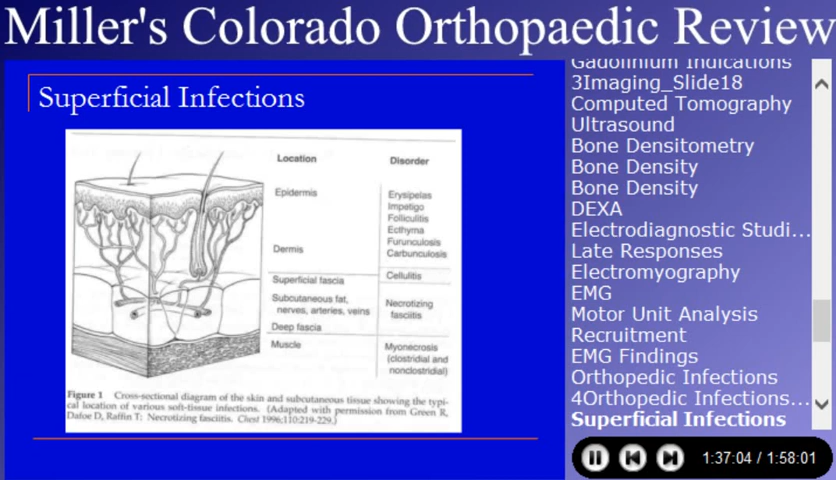 Miller's Colorado Orthopaedic Review
Superficial Infections
Location Disorder
Epidermis
Erysipelas
Impetigo
Folliculitis
Ecthyma
Furunculosis
Carbunculosis
Dermis
Superficial fascia
Cellulitis
Subcutaneous fat,
nerves, arteries, veins
Necrotizing
fasciitis
Deep fascia
Muscle
Myonecrosis
(clostridial and
nonclostridial)
Figure 1 Cross-sectional diagram of the skin and subcutaneous tissue showing the typi-
cal location of various soft-tissue infections. (Adapted with permission from Green R,
Dafoe D, Raffin T: Necrotizing fasciitis. Chest 1996;110:219-229.)
Gadolinium Indications
3Imaging_Slide18
Computed Tomography
Ultrasound
Bone Densitometry
Bone Density
Bone Density
DEXA
Electrodiagnostic Studi...
Late Responses
Electromyography
EMG
Motor Unit Analysis
Recruitment
EMG Findings
Orthopedic Infections
4Orthopedic Infections...
Superficial Infections
1:37:04 / 1:58:01